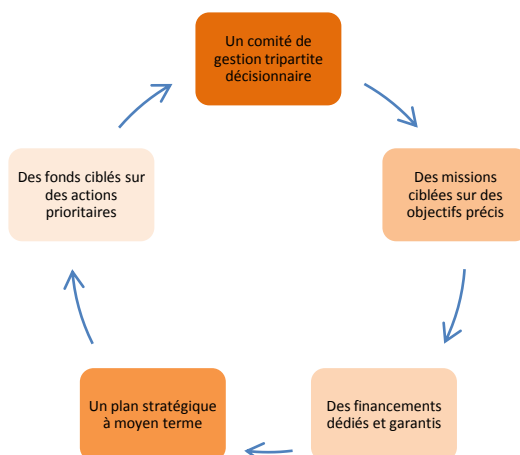 Un comité de
gestion tripartite
décisionnaire
Des missions
ciblées sur des
objectifs précis
Des financements
dédiés et garantis
Un plan stratégique
à moyen terme
Des fonds ciblés sur
des actions
prioritaires